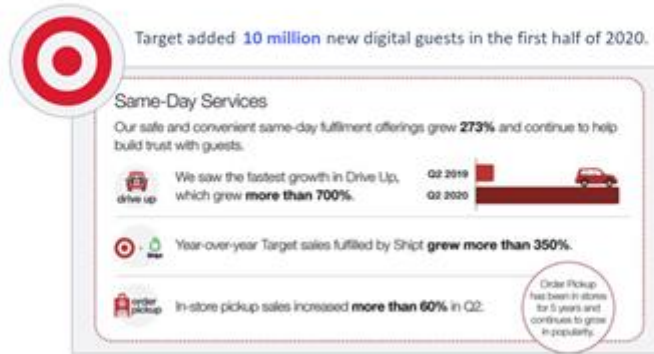 Target added 10 million new digital guests in the first half of 2020.
Same-Day Services
Our safe and convenient same-day fulfilment offerings grew 273% and continue to help
build trust with guests.
drive up
We saw the fastest growth in Drive Up,
which grew more than 700%.
Q2 2019
Q2 2020
Shipt
Year-over-year Target sales fulfilled by Shipt grew more than 350%.
order
pickup
In-store pickup sales increased more than 60% in Q2.
Order Pickup
has been in stores
for 5 years and
continues to grow
in popularity.